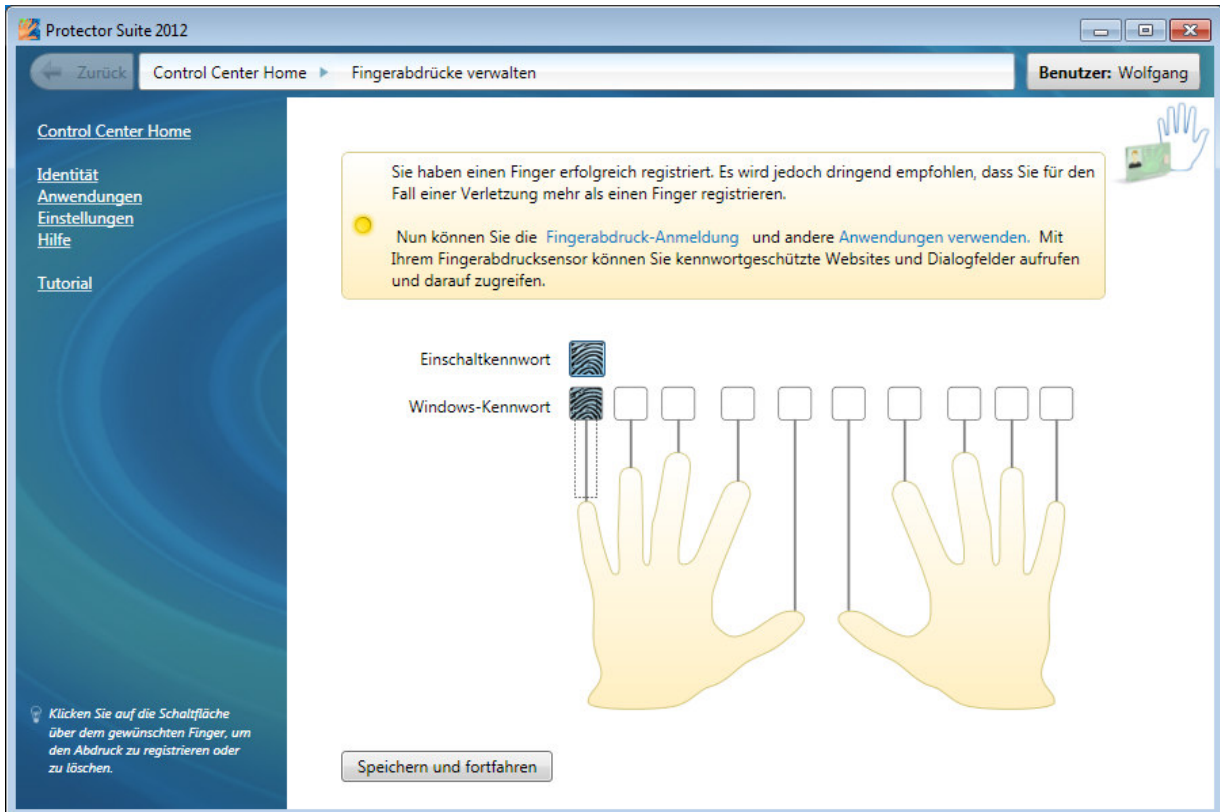 Protector Suite 2012
Zurück Control Center Home Fingerabdrücke verwalten Benutzer: Wolfgang
Control Center Home
Identität
Anwendungen
Einstellungen
Hilfe
Tutorial
Sie haben einen Finger erfolgreich registriert. Es wird jedoch dringend empfohlen, dass Sie für den
Fall einer Verletzung mehr als einen Finger registrieren.
Nun können Sie die Fingerabdruck-Anmeldung und andere Anwendungen verwenden. Mit
Ihrem Fingerabdrucksensor können Sie kennwortgeschützte Websites und Dialogfelder aufrufen
und darauf zugreifen.
Einschaltkennwort
Windows-Kennwort
Klicken Sie auf die Schaltfläche
über dem gewünschten Finger, um
den Abdruck zu registrieren oder
zu löschen.
Speichern und fortfahren